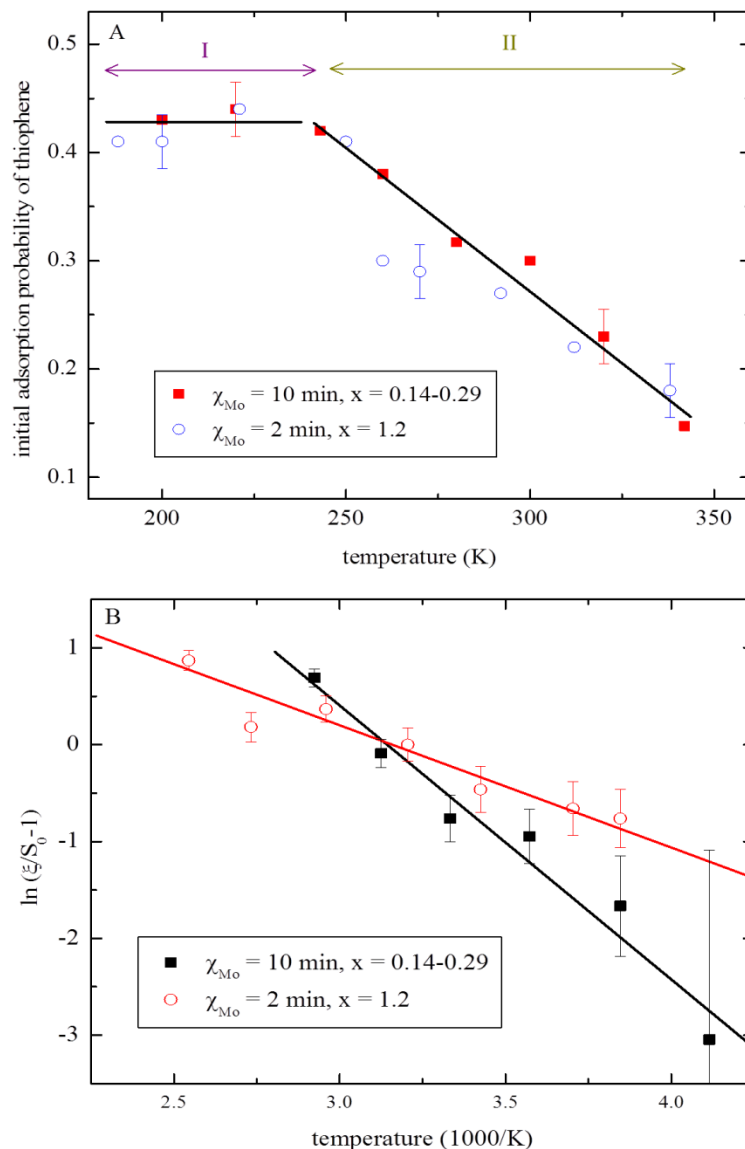 A
I
II
0.5
0.4
0.3
0.2
0.1
initial adsorption probability of thiophene
χMo = 10 min, x = 0.14-0.29
χMo = 2 min, x = 1.2
200
250
300
350
temperature (K)
B
1
0
-1
-2
-3
ln (ξ/S0-1)
χMo = 10 min, x = 0.14-0.29
χMo = 2 min, x = 1.2
2.5
3.0
3.5
4.0
temperature (1000/K)